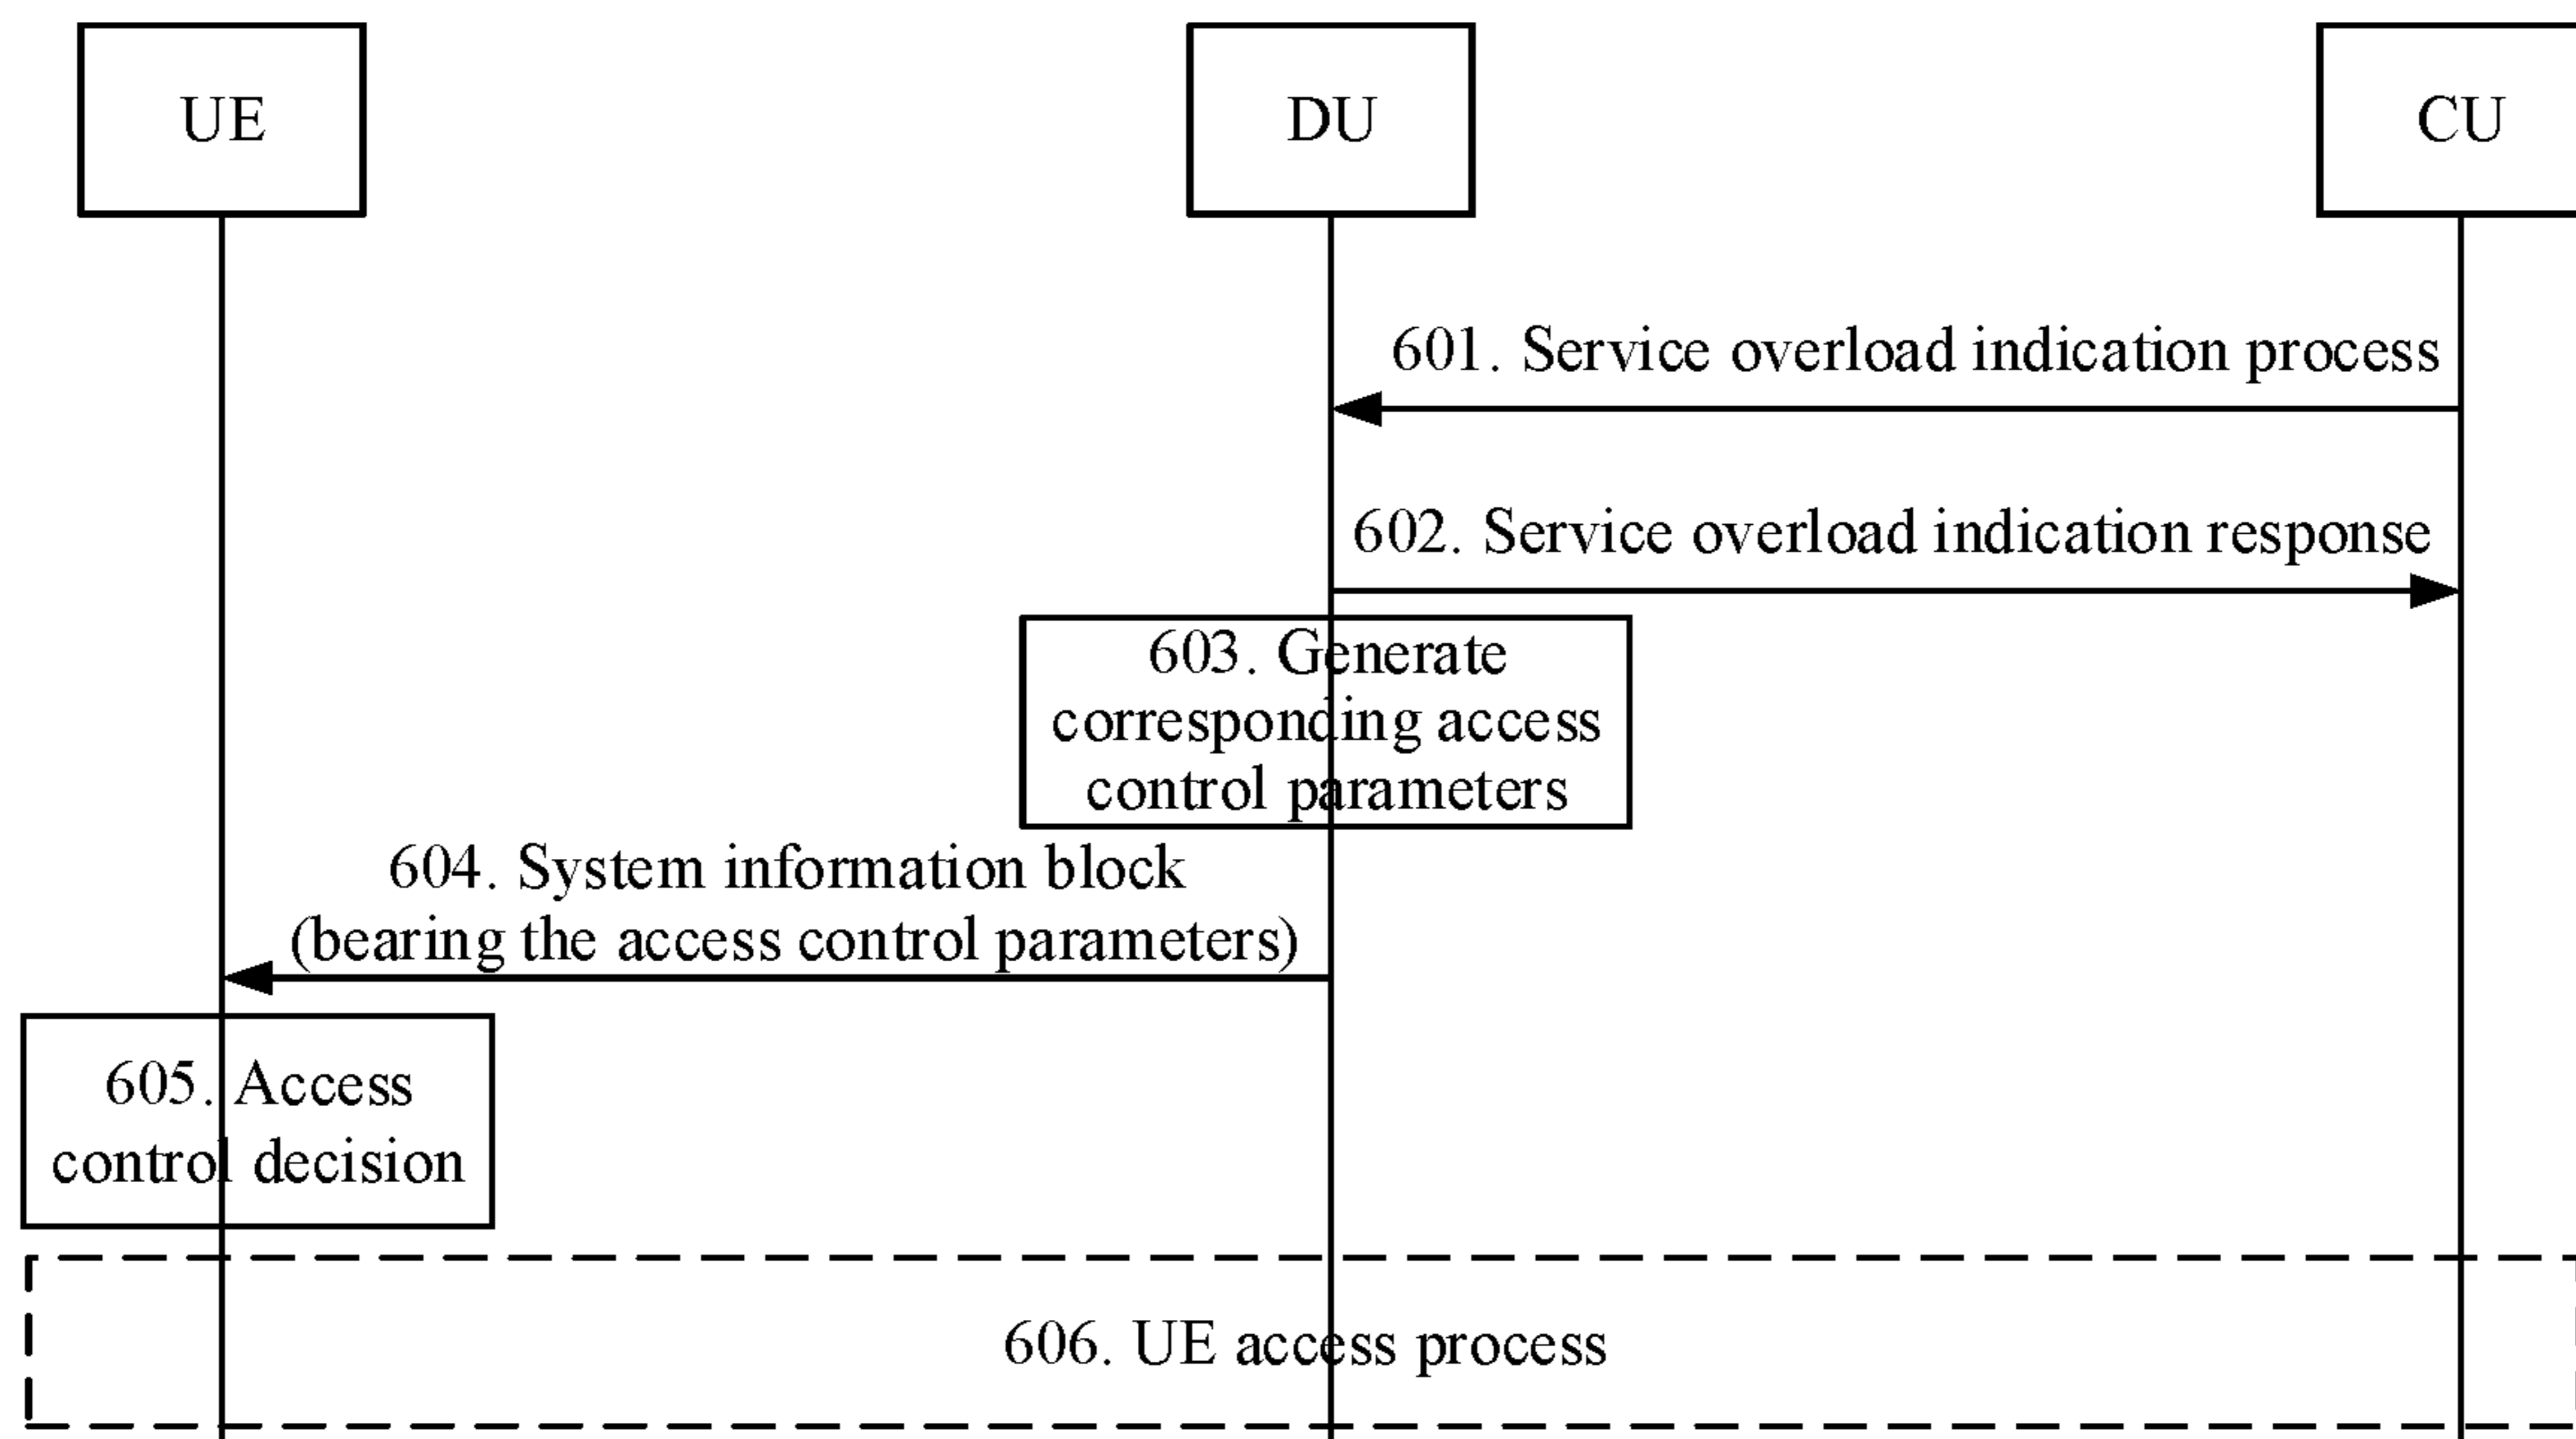 UE
DU
CU
601. Service overload indication process
602. Service overload indication response
603. Generate
corresponding access
control parameters
604. System information block
(bearing the access control parameters)
605. Access
control decision
606. UE access process